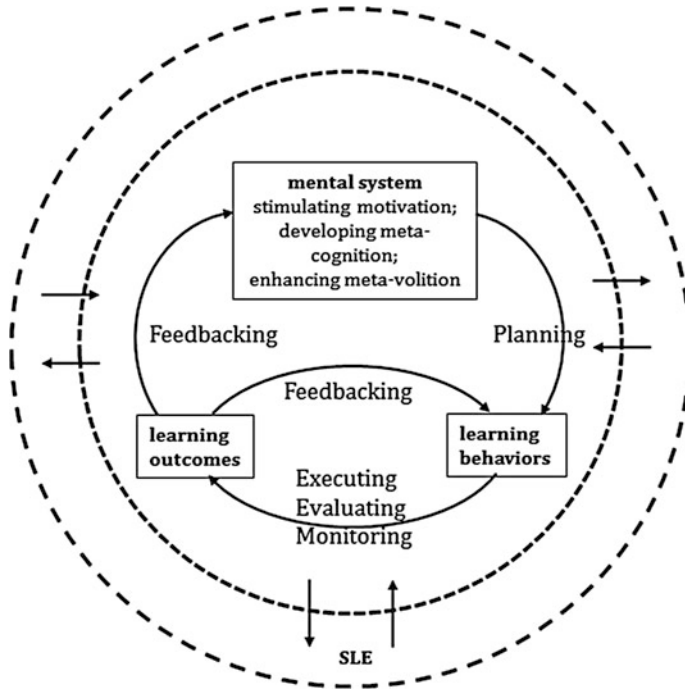 mental system
stimulating motivation;
developing meta-
cognition;
enhancing meta-volition
Feedbacking
Planning
Feedbacking
learning
outcomes
learning
behaviors
Executing
Evaluating
Monitoring
SLE